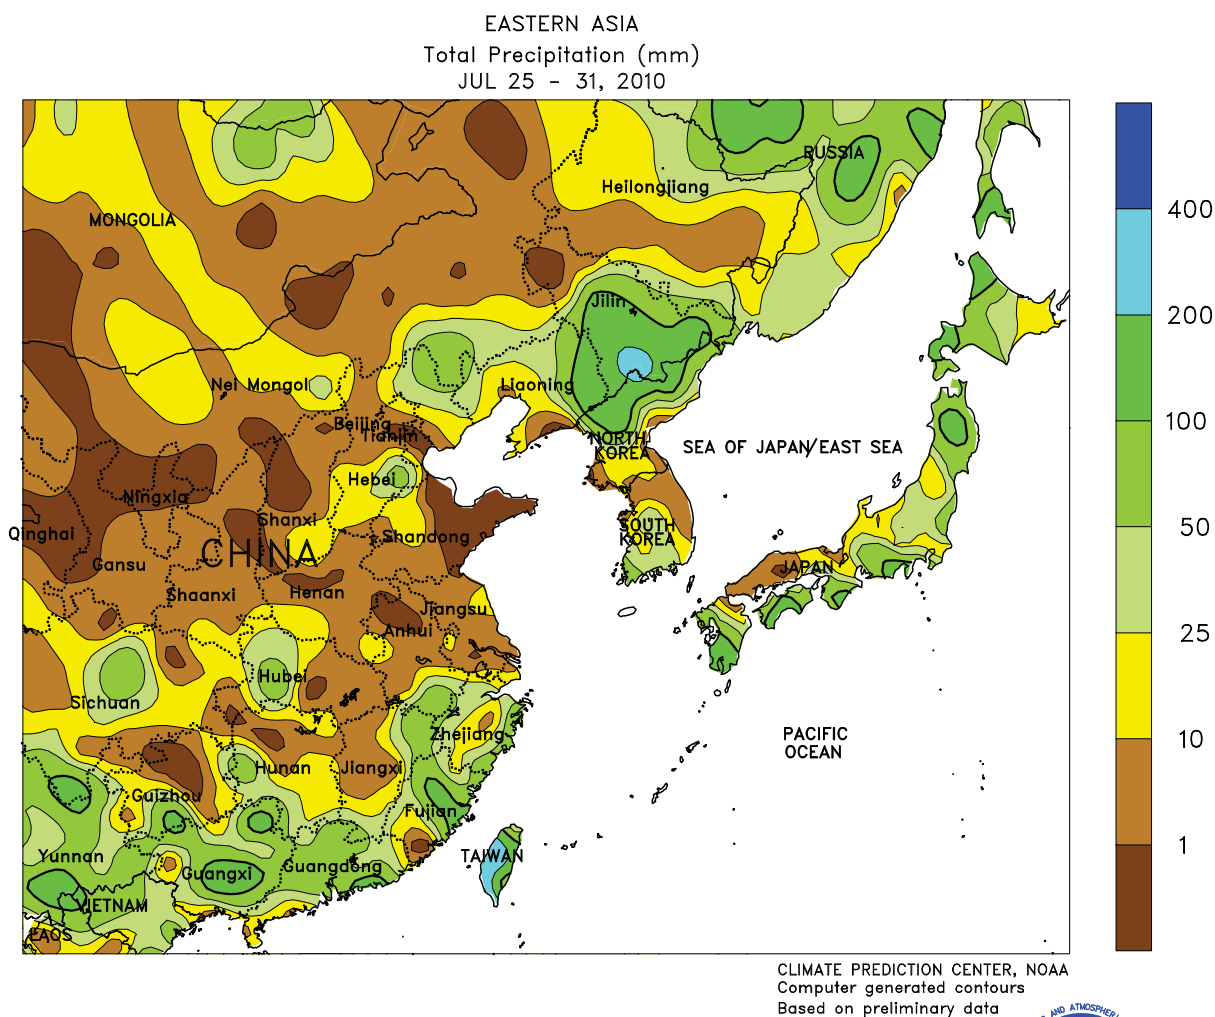 EASTERN ASIA
Total Precipitation (mm)
JUL 25 - 31, 2010
RUSSIA
Heilongjiang
MONGOLIA
400
Jilin
200
Nei Mongol
Liaoning
Beijing
Tianjin
100
NORTH
KOREA
SEA OF JAPAN/EAST SEA
Hebei
Ningxia
Shanxi
SOUTH
KOREA
50
Qinghai
CHINA
Shandong
Gansu
JAPAN
Shaanxi
Henan
Jiangsu
Anhui
25
Hubei
Sichuan
Zhejiang
PACIFIC
OCEAN
10
Hunan
Jiangxi
Guizhou
Fujian
1
Yunnan
Guangxi
Guangdong
TAIWAN
VIETNAM
LAOS
CLIMATE PREDICTION CENTER, NOAA
Computer generated contours
Based on preliminary data
AND ATMOSPHER